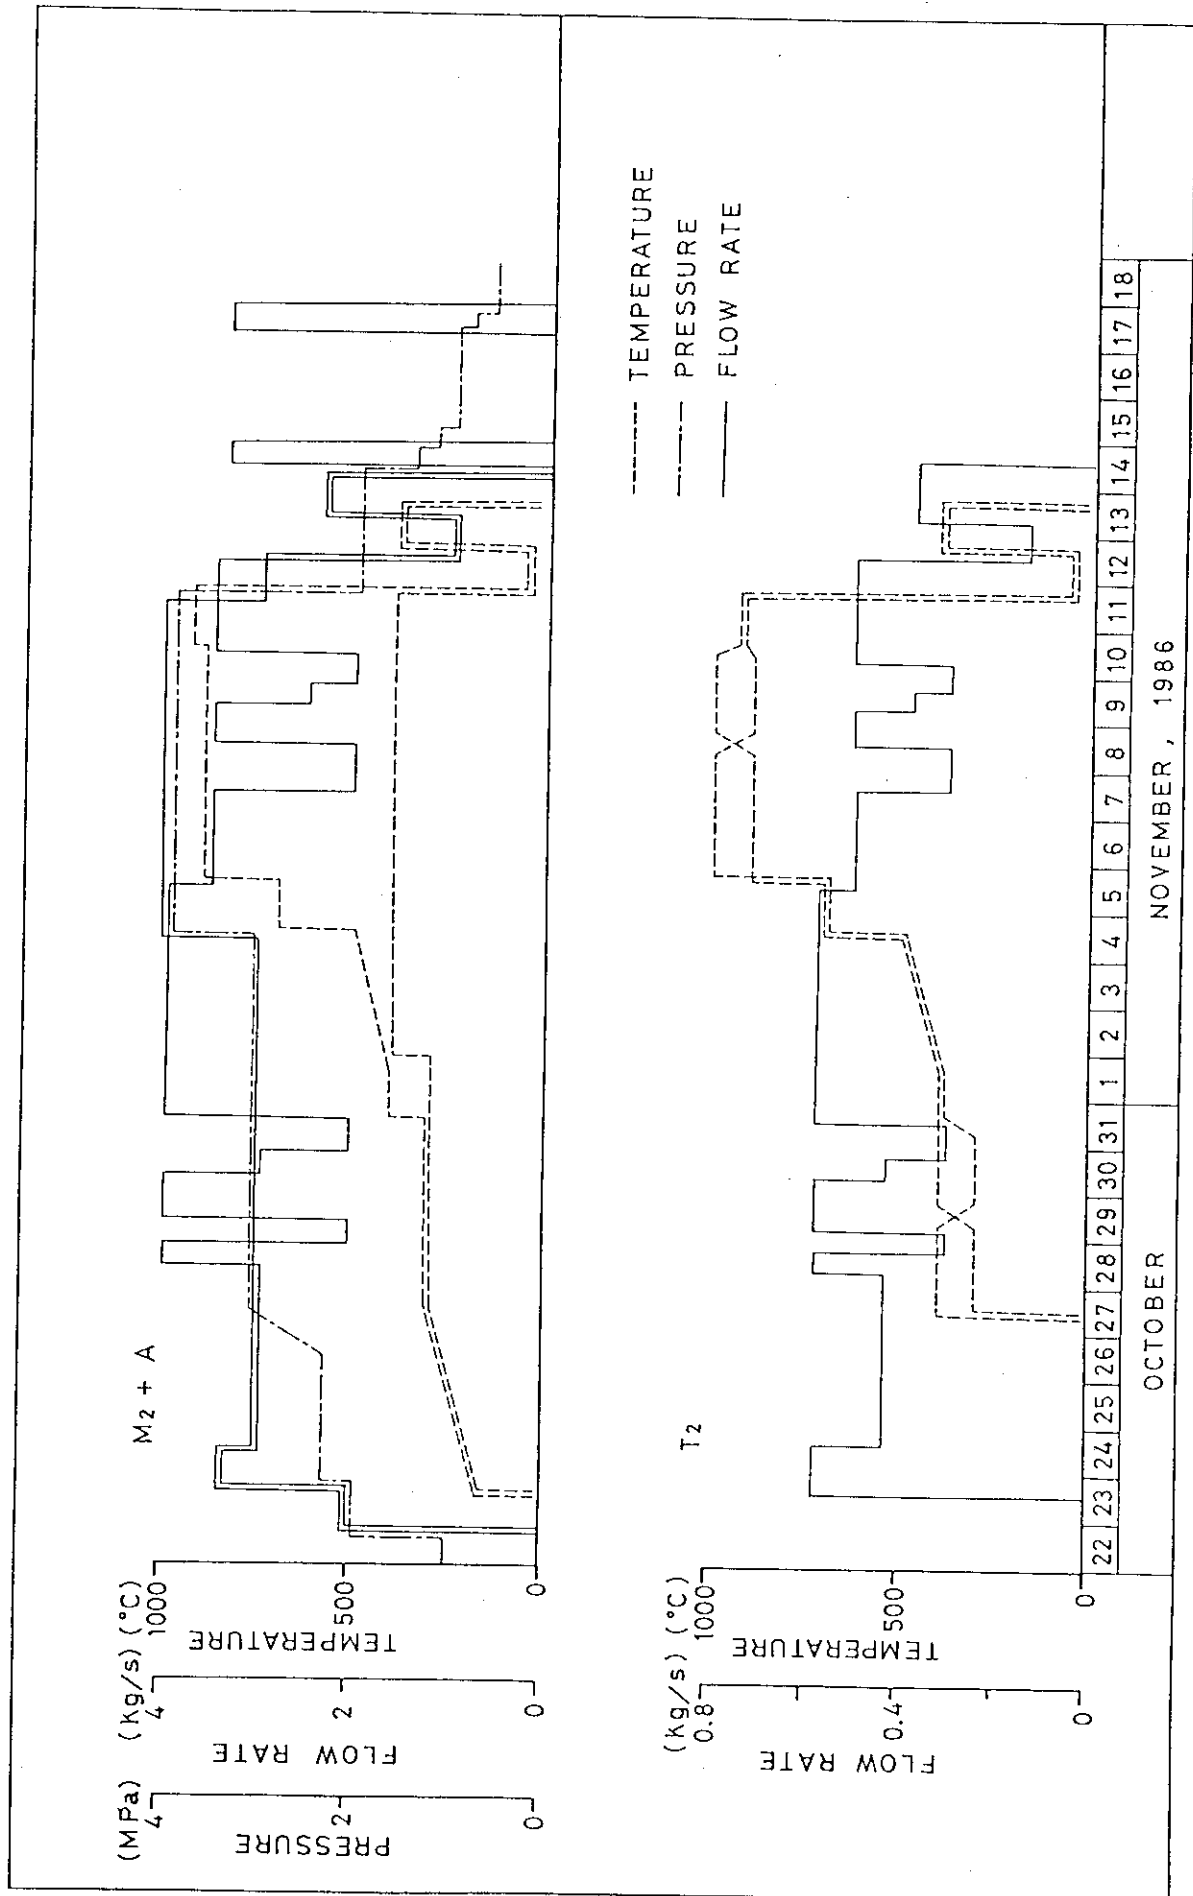 M2 + A
(MPa)
4
2
0
PRESSURE
(Kg/s)
4
2
0
FLOW RATE
(°C)
1000
500
0
TEMPERATURE
T2
(Kg/s)
0.8
0.4
0
FLOW RATE
(°C)
1000
500
0
TEMPERATURE
TEMPERATURE
PRESSURE
FLOW RATE
22 23 24 25 26 27 28 29 30 31 1 2 3 4 5 6 7 8 9 10 11 12 13 14 15 16 17 18
OCTOBER
NOVEMBER, 1986